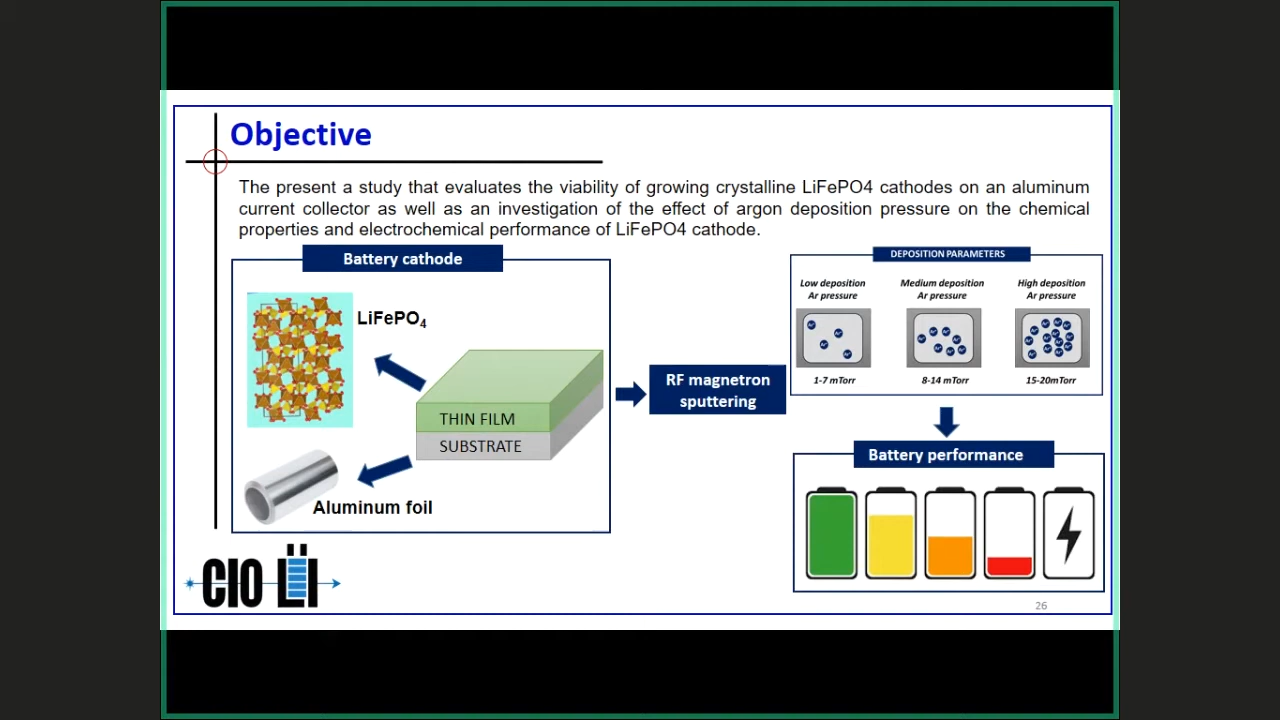 Objective
The present a study that evaluates the viability of growing crystalline LiFePO4 cathodes on an aluminum
current collector as well as an investigation of the effect of argon deposition pressure on the chemical
properties and electrochemical performance of LiFePO4 cathode.
Battery cathode
LiFePO4
THIN FILM
SUBSTRATE
Aluminum foil
RF magnetron
sputtering
DEPOSITION PARAMETERS
Low deposition
Ar pressure
Medium deposition
Ar pressure
High deposition
Ar pressure
1-7 mTorr
8-14 mTorr
15-20mTorr
Battery performance
CIO LI
26